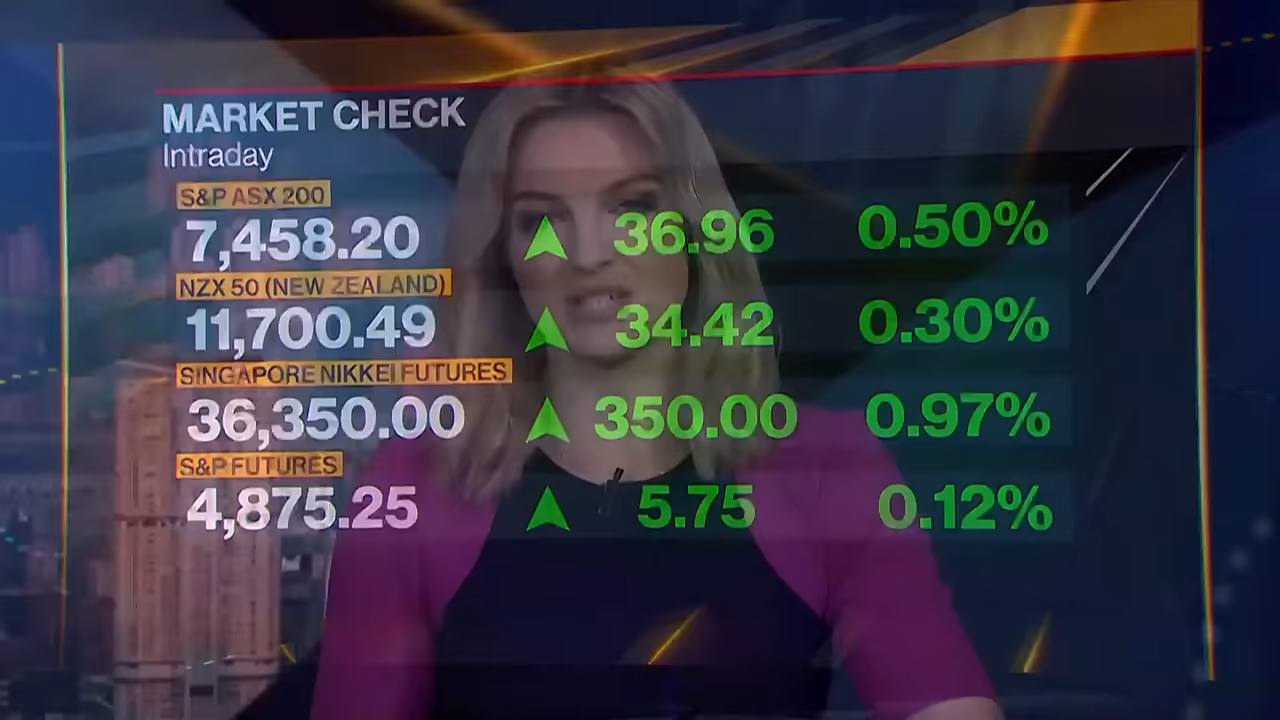 MARKET CHECK
Intraday
S&P ASX 200
7,458.20 36.96 0.50%
NZX 50 (NEW ZEALAND)
11,700.49 34.42 0.30%
SINGAPORE NIKKEI FUTURES
36,350.00 350.00 0.97%
S&P FUTURES
4,875.25 5.75 0.12%